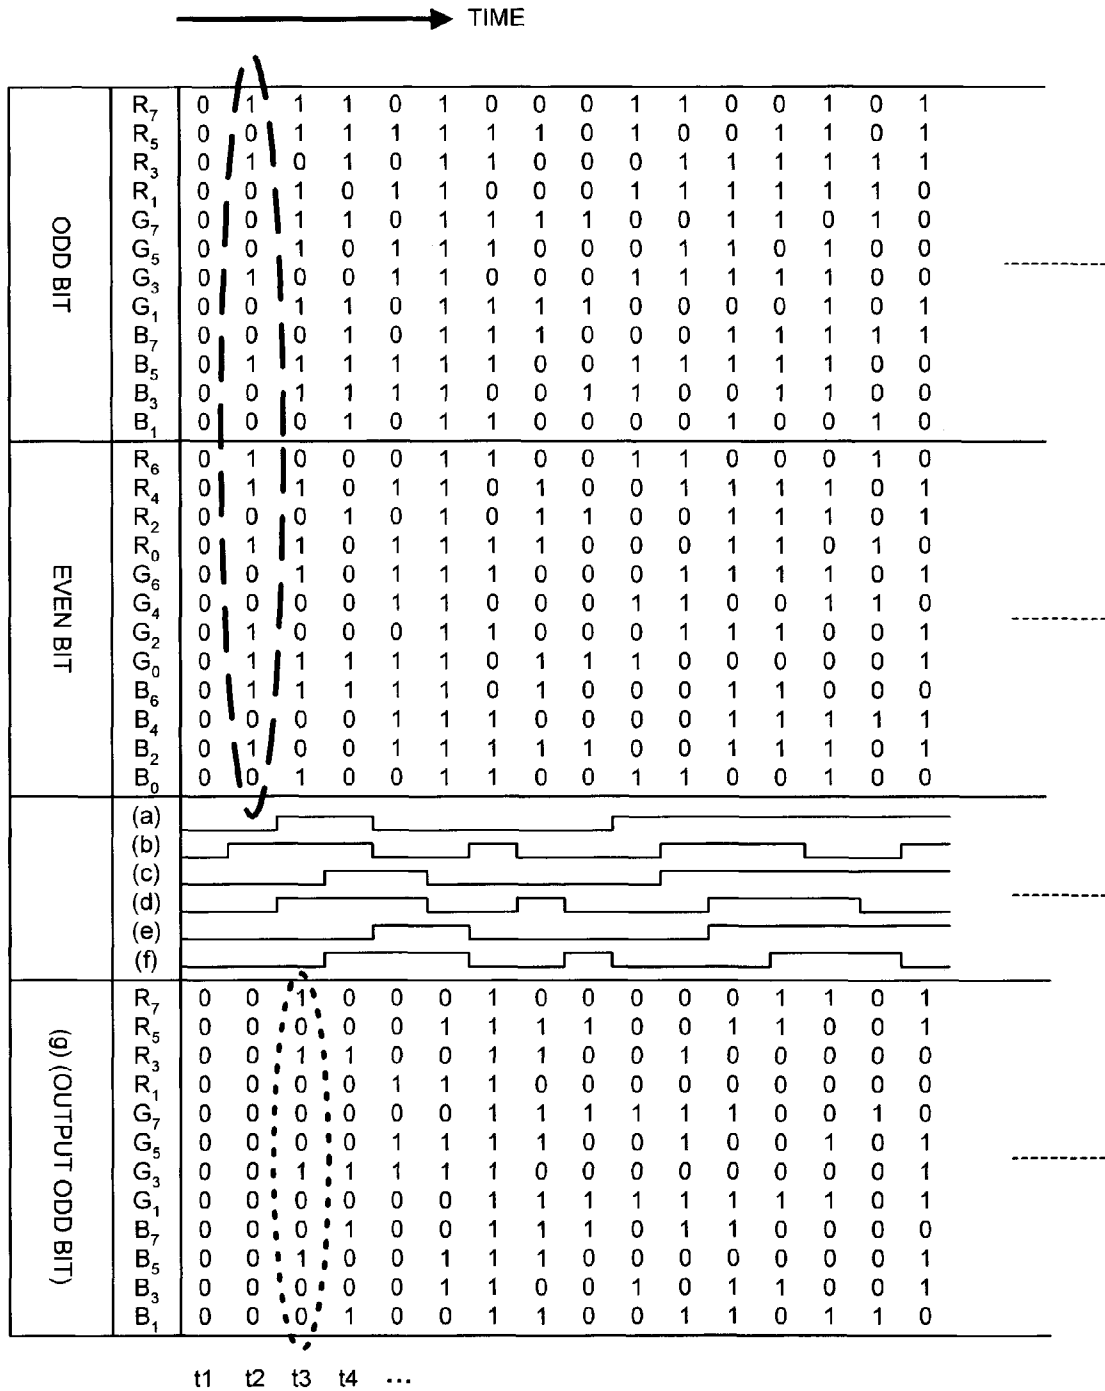 TIME
ODD BIT
R7 0 1 1 1 0 1 0 0 0 1 1 0 0 1 0 1
R5 0 0 1 1 1 1 1 1 0 1 0 0 1 1 0 1
R3 0 1 0 1 0 1 1 0 0 0 1 1 1 1 1 1
R1 0 0 1 0 1 1 0 0 0 1 1 1 1 1 1 0
G7 0 0 1 1 0 1 1 1 1 0 0 1 1 0 1 0
G5 0 0 1 0 1 1 1 0 0 0 1 1 0 1 0 0
G3 0 1 0 0 1 1 0 0 0 1 1 1 1 1 0 0
G1 0 0 1 1 0 1 1 1 1 0 0 0 0 1 0 1
B7 0 0 0 1 0 1 1 1 0 0 0 1 1 1 1 1
B5 0 1 1 1 1 1 1 0 0 1 1 1 1 1 0 0
B3 0 0 1 1 1 1 0 0 1 1 0 0 1 1 0 0
B1 0 0 0 1 0 1 1 0 0 0 0 1 0 0 1 0
EVEN BIT
R6 0 1 0 0 0 1 1 0 0 1 1 0 0 0 1 0
R4 0 1 1 0 1 1 0 1 0 0 1 1 1 1 0 1
R2 0 0 0 1 0 1 0 1 1 0 0 1 1 1 0 1
R0 0 1 1 0 1 1 1 1 0 0 0 1 1 0 1 0
G6 0 0 1 0 1 1 1 0 0 0 1 1 1 1 0 1
G4 0 0 0 0 1 1 0 0 0 1 1 0 0 1 1 0
G2 0 1 0 0 0 1 1 0 0 0 1 1 1 0 0 1
G0 0 1 1 1 1 1 0 1 1 1 0 0 0 0 0 1
B6 0 1 1 1 1 1 0 1 0 0 0 1 1 0 0 0
B4 0 0 0 0 1 1 1 0 0 0 0 1 1 1 1 1
B2 0 1 0 0 1 1 1 1 1 0 0 1 1 1 0 1
B0 0 0 1 0 0 1 1 0 0 1 1 0 0 1 0 0
(a)
(b)
(c)
(d)
(e)
(f)
(g) (OUTPUT ODD BIT)
R7 0 0 1 0 0 0 1 0 0 0 0 0 1 1 0 1
R5 0 0 0 0 0 1 1 1 1 0 0 1 1 0 0 1
R3 0 0 1 1 0 0 1 1 0 0 1 0 0 0 0 0
R1 0 0 0 0 1 1 1 0 0 0 0 0 0 0 0 0
G7 0 0 0 0 0 0 1 1 1 1 1 0 0 0 1 0
G5 0 0 0 0 1 1 1 1 0 0 1 0 0 1 0 1
G3 0 0 1 1 1 1 1 0 0 0 0 0 0 0 0 1
G1 0 0 0 0 0 0 1 1 1 1 1 1 1 1 0 1
B7 0 0 0 1 0 0 1 1 1 0 1 1 0 0 0 0
B5 0 0 1 0 0 1 1 1 0 0 0 0 0 0 0 1
B3 0 0 0 0 0 1 1 0 0 1 0 1 1 0 0 1
B1 0 0 0 1 0 0 1 1 0 0 1 1 0 1 1 0
t1 t2 t3 t4 ...